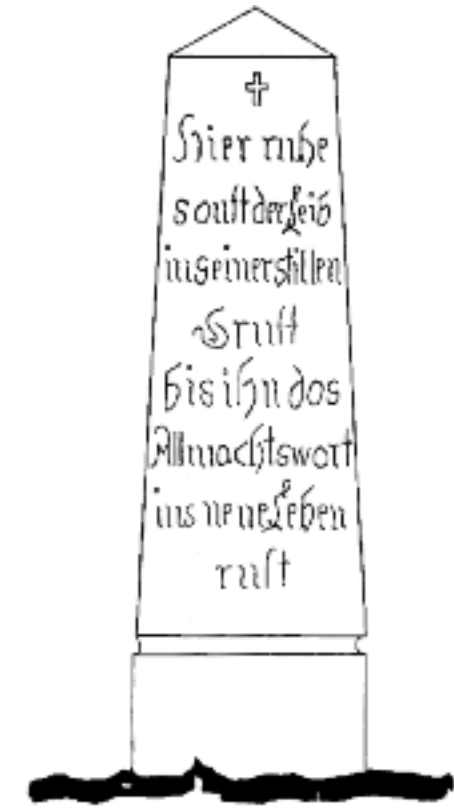 Hier ruhe
sanft der Leib
in seiner stillen
Gruft
bis ihn das
Allmachtswort
ins neue Leben
ruft